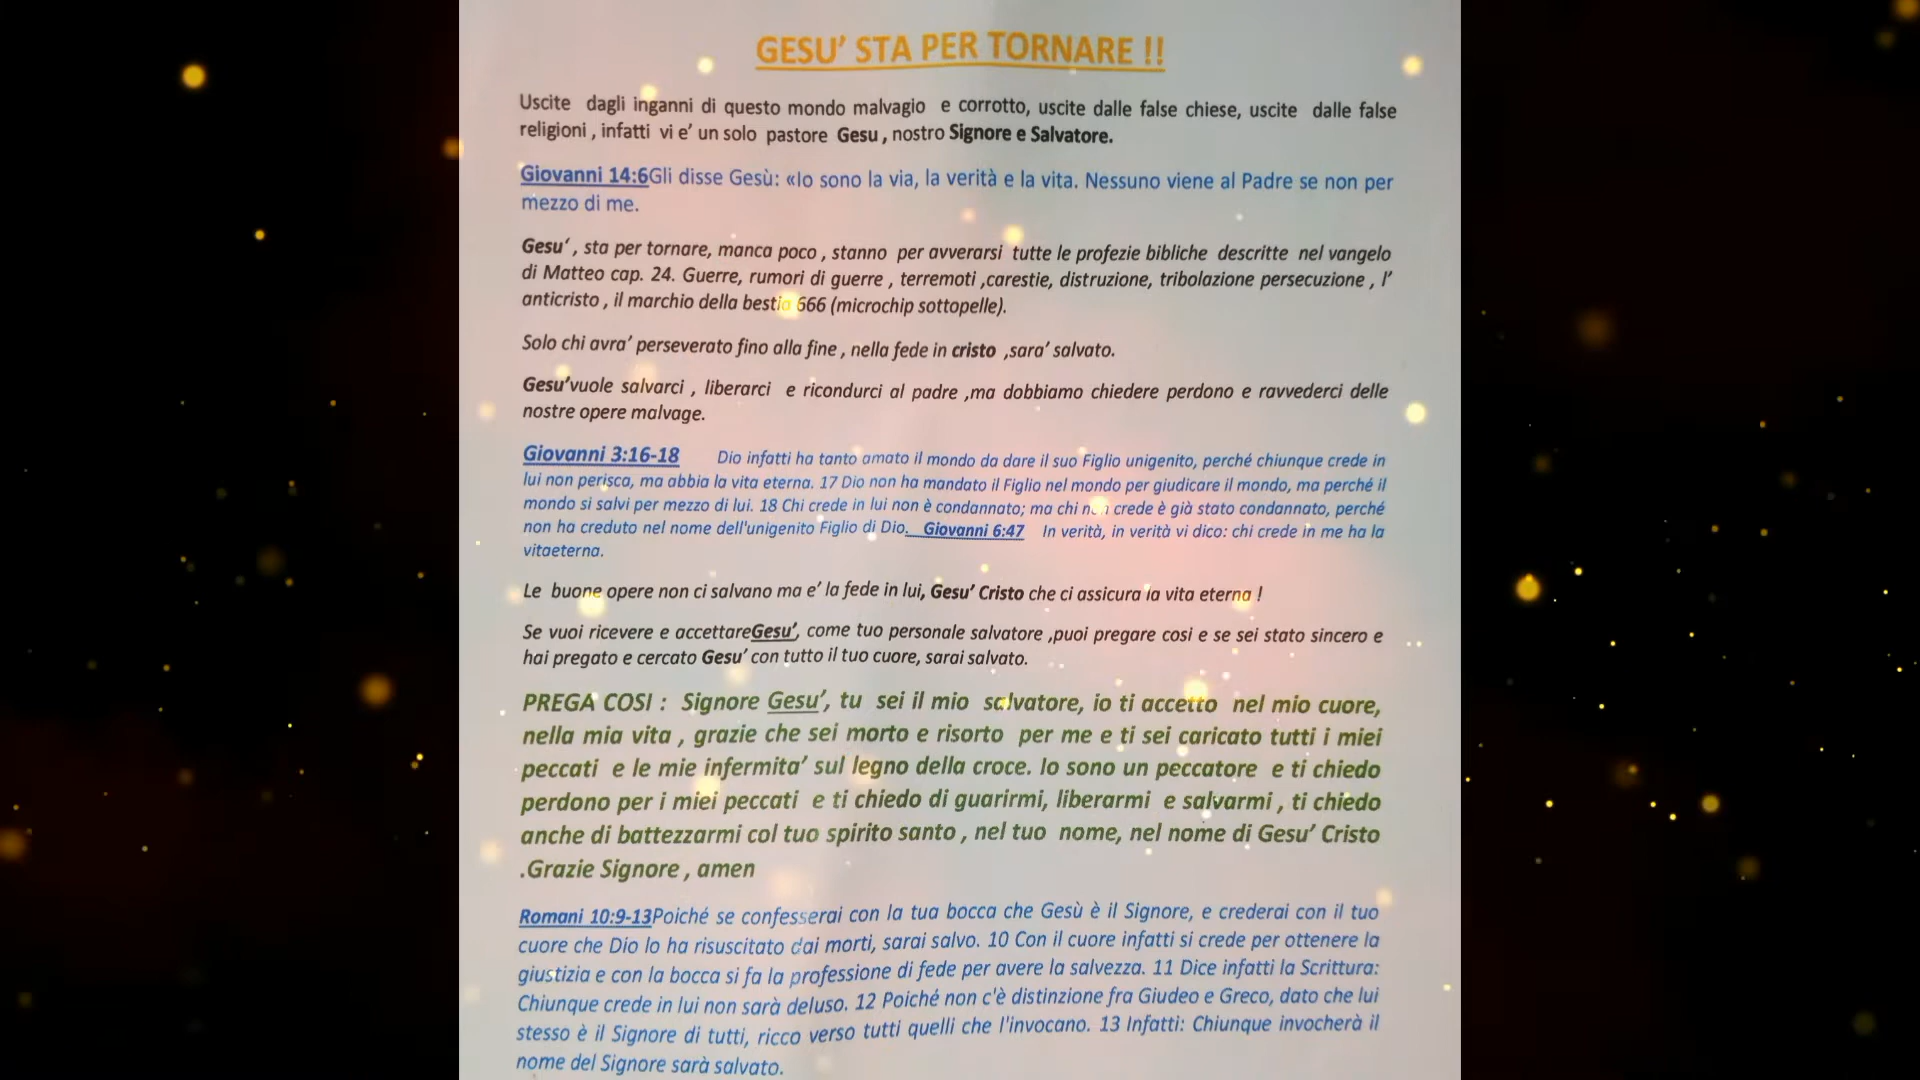 GESU' STA PER TORNARE !!
Uscite dagli inganni di questo mondo malvagio e corrotto, uscite dalle false chiese, uscite dalle false
religioni , infatti vi e' un solo pastore Gesu , nostro Signore e Salvatore.
Giovanni 14:6Gli disse Gesù: «Io sono la via, la verità e la vita. Nessuno viene al Padre se non per
mezzo di me.
Gesu' , sta per tornare, manca poco , stanno per avverarsi tutte le profezie bibliche descritte nel vangelo
di Matteo cap. 24. Guerre, rumori di guerre , terremoti ,carestie, distruzione, tribolazione persecuzione , l'
anticristo , il marchio della bestia 666 (microchip sottopelle).
Solo chi avra' perseverato fino alla fine , nella fede in cristo ,sara' salvato.
Gesu'vuole salvarci , liberarci e ricondurci al padre ,ma dobbiamo chiedere perdono e ravvederci delle
nostre opere malvage.
Giovanni 3:16-18 Dio infatti ha tanto amato il mondo da dare il suo Figlio unigenito, perché chiunque crede in
lui non perisca, ma abbia la vita eterna. 17 Dio non ha mandato il Figlio nel mondo per giudicare il mondo, ma perché il
mondo si salvi per mezzo di lui. 18 Chi crede in lui non è condannato; ma chi non crede è già stato condannato, perché
non ha creduto nel nome dell'unigenito Figlio di Dio. Giovanni 6:47 In verità, in verità vi dico: chi crede in me ha la
vitaeterna.
Le buone opere non ci salvano ma e' la fede in lui, Gesu' Cristo che ci assicura la vita eterna !
Se vuoi ricevere e accettareGesu', come tuo personale salvatore ,puoi pregare cosi e se sei stato sincero e
hai pregato e cercato Gesu' con tutto il tuo cuore, sarai salvato.
PREGA COSI : Signore Gesu', tu sei il mio salvatore, io ti accetto nel mio cuore,
nella mia vita , grazie che sei morto e risorto per me e ti sei caricato tutti i miei
peccati e le mie infermita' sul legno della croce. Io sono un peccatore e ti chiedo
perdono per i miei peccati e ti chiedo di guarirmi, liberarmi e salvarmi , ti chiedo
anche di battezzarmi col tuo spirito santo , nel tuo nome, nel nome di Gesu' Cristo
.Grazie Signore , amen
Romani 10:9-13Poiché se confesserai con la tua bocca che Gesù è il Signore, e crederai con il tuo
cuore che Dio lo ha risuscitato dai morti, sarai salvo. 10 Con il cuore infatti si crede per ottenere la
giustizia e con la bocca si fa la professione di fede per avere la salvezza. 11 Dice infatti la Scrittura:
Chiunque crede in lui non sarà deluso. 12 Poiché non c'è distinzione fra Giudeo e Greco, dato che lui
stesso è il Signore di tutti, ricco verso tutti quelli che l'invocano. 13 Infatti: Chiunque invocherà il
nome del Signore sarà salvato.